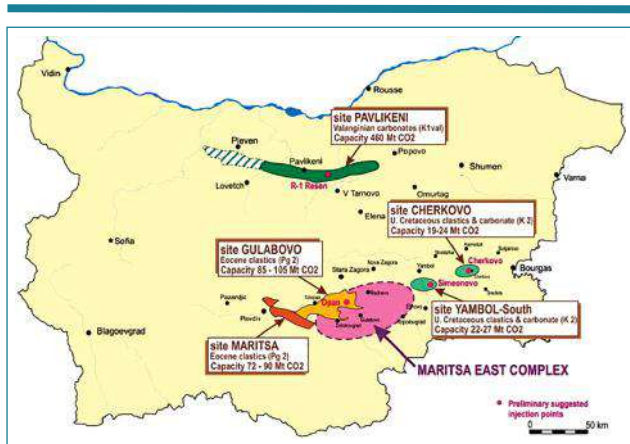 Vidin
Rousse
site PAVLIKENI
Valanginian carbonates (K1val)
Capacity 460 Mt CO2
Pleven
Pavlikeni
Popovo
Shumen
Varna
R-1 Resen
Lovetch
V Tarnovo
Omurtag
Elena
site CHERKOVO
U. Cretaceous clastics & carbonate (K 2)
Capacity 19-24 Mt CO2
Sofia
site GULABOVO
Eocene clastics (Pg 2)
Capacity 85 - 105 Mt CO2
Nova Zagora
Stara Zagora
Yambol
Cherkovo
Bourgas
Simeonovo
Pazardzic
Opan
Plovdiv
Gulabovo
site YAMBOL-South
U. Cretaceous clastics & carbonate (K 2)
Capacity 22-27 Mt CO2
Blagoevgrad
site MARITSA
Eocene clastics (Pg 2)
Capacity 72 - 90 Mt CO2
MARITSA EAST COMPLEX
Preliminary suggested
injection points
0
50 km